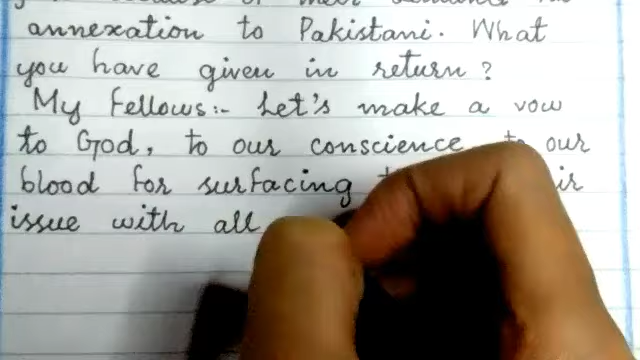 annexation to Pakistani. What
you have given in return?
My Fellows:- Let's make a vow
to God, to our conscience to our
blood for surfacing
issue with all